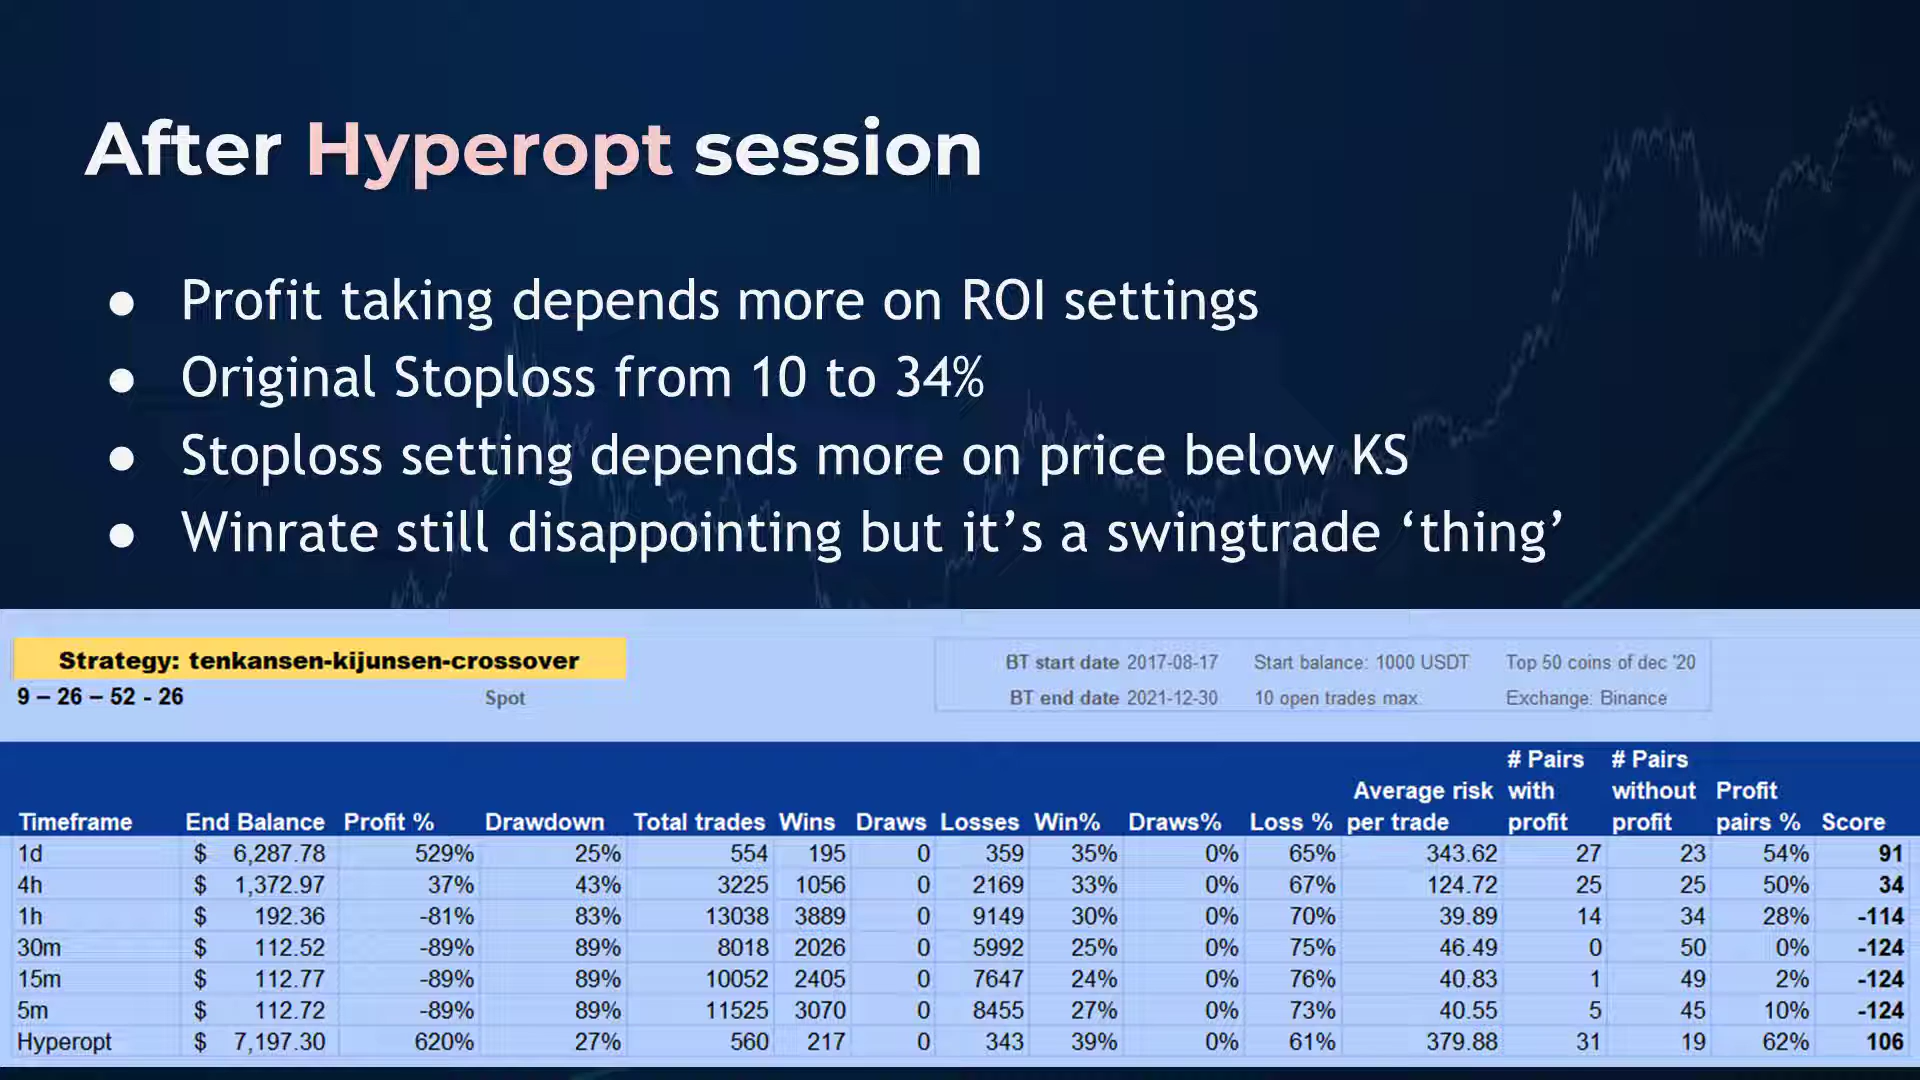 After Hyperopt session
● Profit taking depends more on ROI settings
● Original Stoploss from 10 to 34%
● Stoploss setting depends more on price below KS
● Winrate still disappointing but it’s a swingtrade ‘thing’
Strategy: tenkansen-kijunsen-crossover
9 – 26 – 52 - 26 Spot
BT start date 2017-08-17 Start balance: 1000 USDT Top 50 coins of dec '20
BT end date 2021-12-30 10 open trades max. Exchange: Binance
Timeframe End Balance Profit % Drawdown Total trades Wins Draws Losses Win% Draws% Loss % Average risk per trade # Pairs with profit # Pairs without profit Profit pairs % Score
1d $ 6,287.78 529% 25% 554 195 0 359 35% 0% 65% 343.62 27 23 54% 91
4h $ 1,372.97 37% 43% 3225 1056 0 2169 33% 0% 67% 124.72 25 25 50% 34
1h $ 192.36 -81% 83% 13038 3889 0 9149 30% 0% 70% 39.89 14 34 28% -114
30m $ 112.52 -89% 89% 8018 2026 0 5992 25% 0% 75% 46.49 0 50 0% -124
15m $ 112.77 -89% 89% 10052 2405 0 7647 24% 0% 76% 40.83 1 49 2% -124
5m $ 112.72 -89% 89% 11525 3070 0 8455 27% 0% 73% 40.55 5 45 10% -124
Hyperopt $ 7,197.30 620% 27% 560 217 0 343 39% 0% 61% 379.88 31 19 62% 106